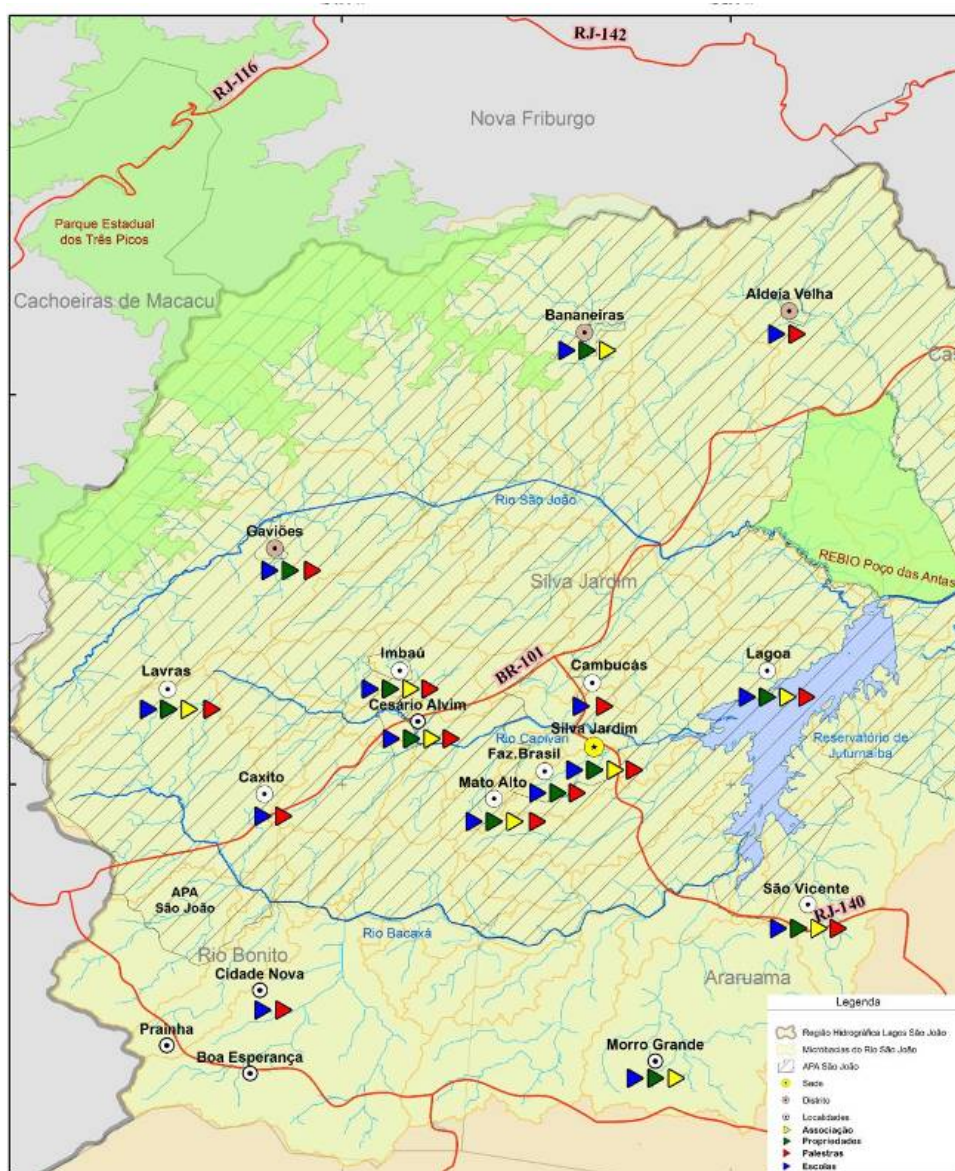 RJ-142
RJ-116
Nova Friburgo
Parque Estadual
dos Três Picos
Cachoeiras de Macacu
Aldeia Velha
Bananeiras
Cas
Rio São João
Gaviões
REBIO Poço das Antas
Silva Jardim
Imbaú
Lavras
BR-101
Cambucás
Lagoa
Cesário Alvim
Silva Jardim
Rio Capivari
Reservatório de
Juturnaíba
Faz.Brasil
Mato Alto
Caxito
São Vicente
RJ-140
APA
São João
Rio Bacaxá
Rio Bonito
Cidade Nova
Araruama
Prainha
Boa Esperança
Morro Grande
Legenda
Região Hidrográfica Lagos São João
Microbacias do Rio São João
APA São João
Sede
Distrito
Localidades
Associação
Propriedades
Palestras
Escolas